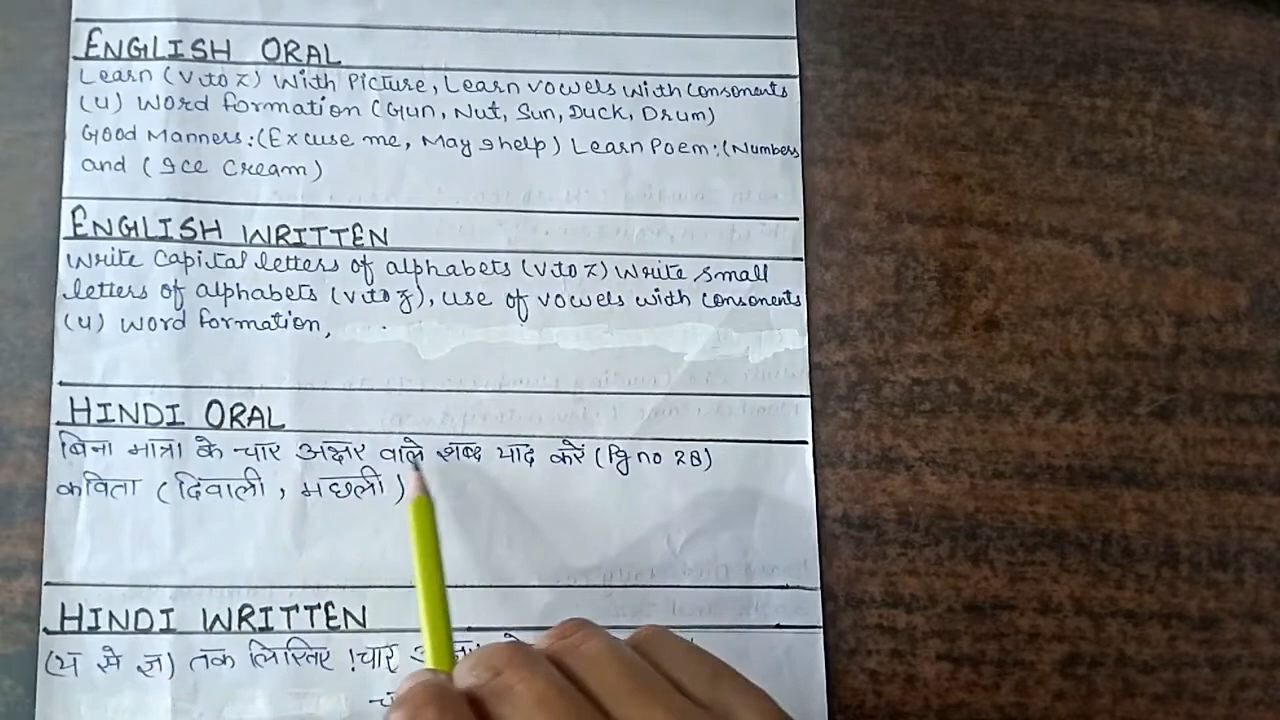 ENGLISH ORAL
Learn (V to Z) With Picture, Learn vowels with consonents
(u) Word formation (Gun, Nut, Sun, Duck, Drum)
Good Manners: (Excuse me, May I help) Learn Poem: (Numbers
and (Ice Cream)
ENGLISH WRITTEN
Write Capital letters of alphabets (V to Z) Write small
letters of alphabets (v to z), use of vowels with consonents
(u) Word formation,
HINDI ORAL
बिना मात्रा के चार अक्षर वाले शब्द याद करें (Pg no 28)
कविता (दिवाली, मछली)
HINDI WRITTEN
(य से ज्ञ) तक लिखिए ! चार